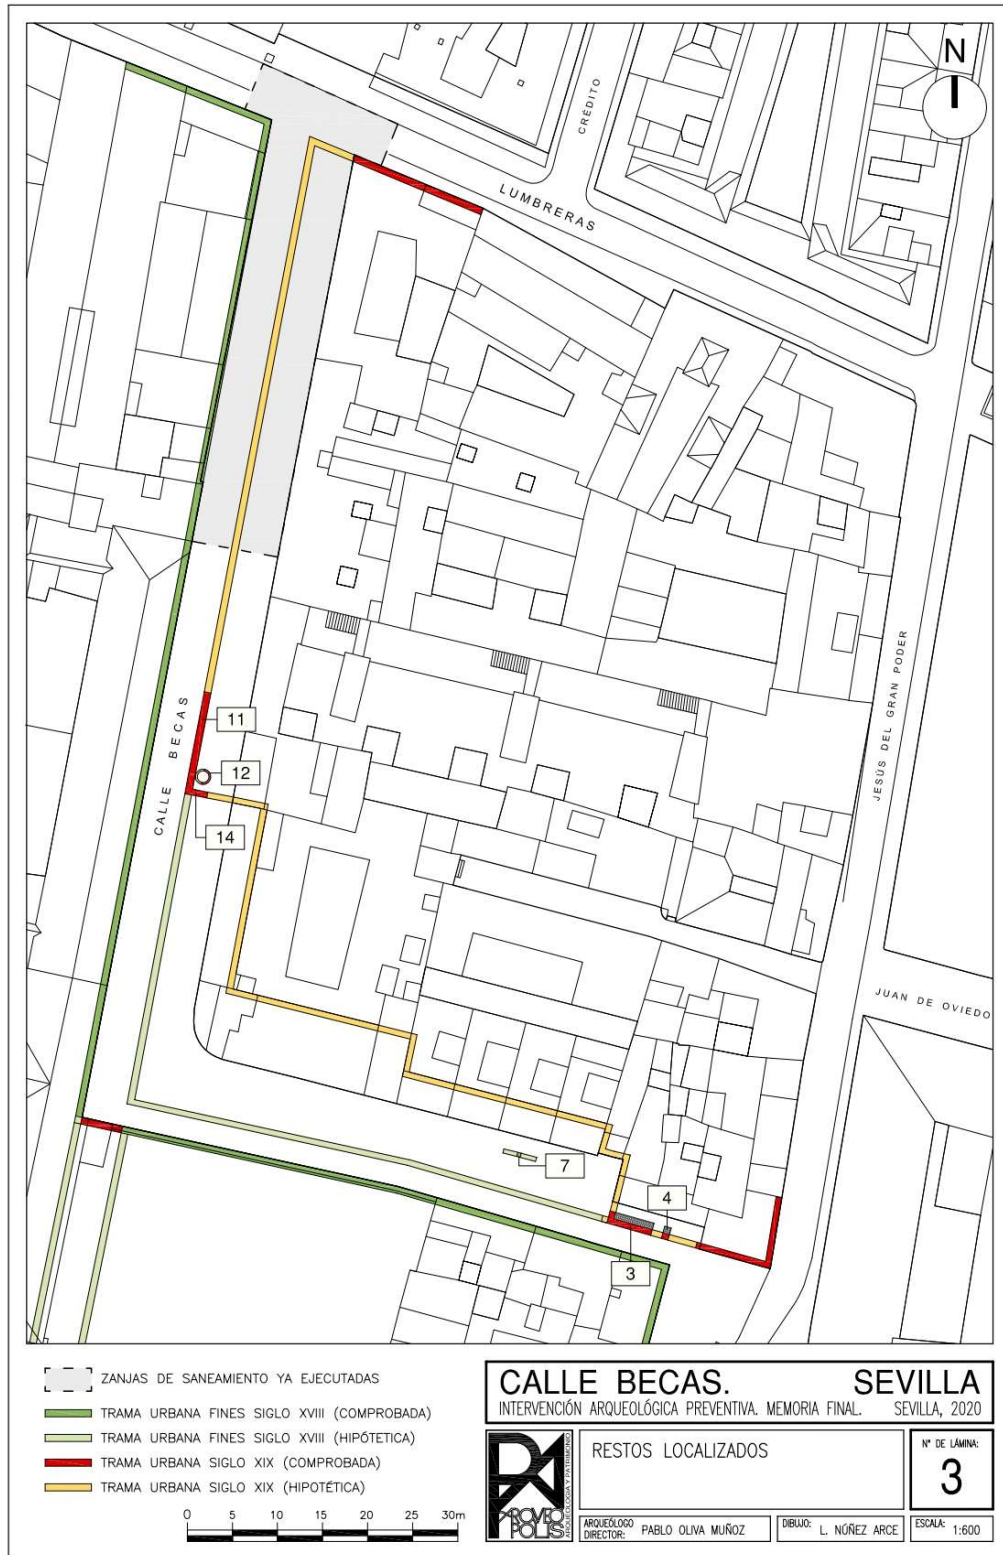 N
CRÉDITO
LUMBRERAS
JESÚS DEL GRAN PODER
11
CALLE BECAS
12
14
JUAN DE OVIEDO
7
4
3
ZANJAS DE SANEAMIENTO YA EJECUTADAS
TRAMA URBANA FINES SIGLO XVIII (COMPROBADA)
TRAMA URBANA FINES SIGLO XVIII (HIPÓTETICA)
TRAMA URBANA SIGLO XIX (COMPROBADA)
TRAMA URBANA SIGLO XIX (HIPOTÉTICA)
0 5 10 15 20 25 30m
CALLE BECAS. SEVILLA
INTERVENCIÓN ARQUEOLÓGICA PREVENTIVA. MEMORIA FINAL. SEVILLA, 2020
ARQUEOLOGÍA Y PATRIMONIO
RESTOS LOCALIZADOS
Nº DE LÁMINA:
3
ARQUEÓLOGO DIRECTOR: PABLO OLIVA MUÑOZ
DIBUJO: L. NÚÑEZ ARCE
ESCALA: 1:600